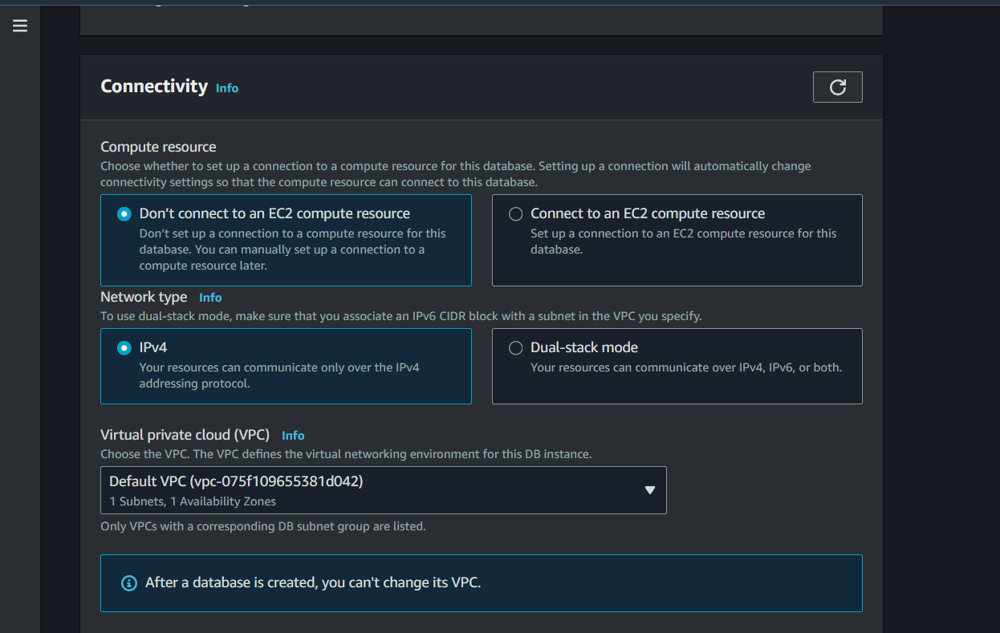 Connectivity Info
Compute resource
Choose whether to set up a connection to a compute resource for this database. Setting up a connection will automatically change
connectivity settings so that the compute resource can connect to this database.
Don’t connect to an EC2 compute resource
Don’t set up a connection to a compute resource for this
database. You can manually set up a connection to a
compute resource later.
Connect to an EC2 compute resource
Set up a connection to an EC2 compute resource for this
database.
Network type Info
To use dual-stack mode, make sure that you associate an IPv6 CIDR block with a subnet in the VPC you specify.
IPv4
Your resources can communicate only over the IPv4
addressing protocol.
Dual-stack mode
Your resources can communicate over IPv4, IPv6, or both.
Virtual private cloud (VPC) Info
Choose the VPC. The VPC defines the virtual networking environment for this DB instance.
Default VPC (vpc-075f109655381d042)
1 Subnets, 1 Availability Zones
Only VPCs with a corresponding DB subnet group are listed.
After a database is created, you can't change its VPC.